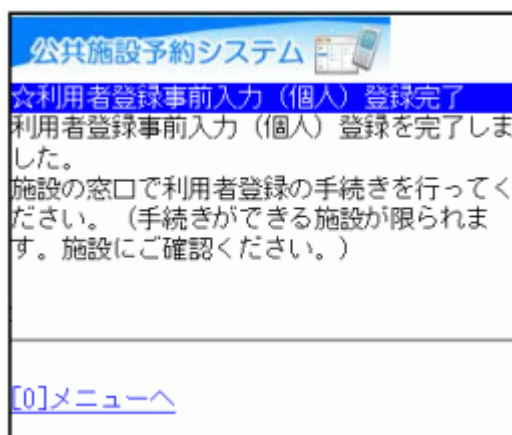 公共施設予約システム
☆利用者登録事前入力（個人）登録完了
利用者登録事前入力（個人）登録を完了しま
した。
施設の窓口で利用者登録の手続きを行ってく
ださい。（手続きができる施設が限られま
す。施設にご確認ください。）
[0]メニューへ